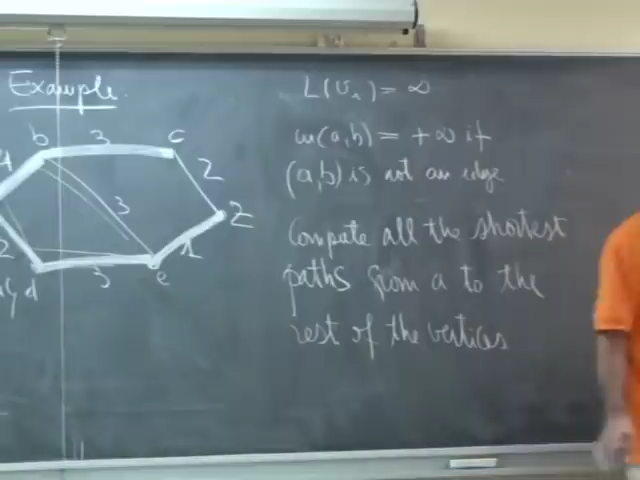 Example.
L(v₁) = ∞
b 3 c
4
w(a,b) = +∞ if
2
(a,b) is not an edge
3
z
Compute all the shortest
2
1
d 3 e
paths from a to the
rest of the vertices